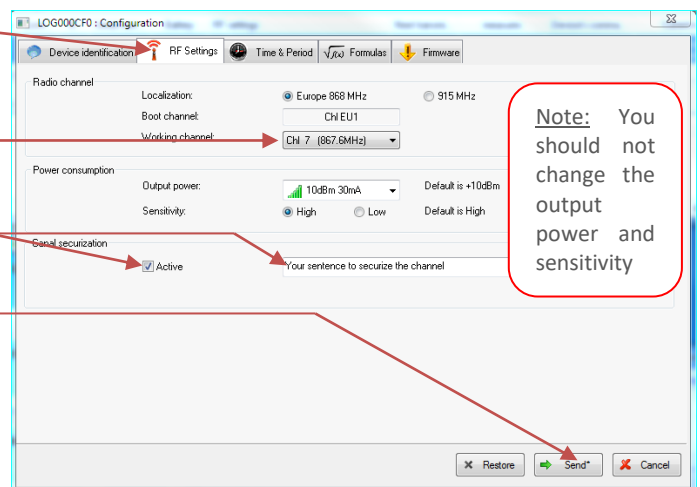 LOG000CF0 : Configuration
Device identification RF Settings Time & Period √f(x) Formulas Firmware
Radio channel
Localization: Europe 868 MHz 915 MHz
Boot channel: Chl EU1
Working channel: Chl 7 (867.6MHz)
Power consumption
Output power: 10dBm 30mA Default is +10dBm
Sensitivity: High Low Default is High
Canal securization
Active Your sentence to securize the channel
Note: You
should not
change the
output
power and
sensitivity
Restore Send* Cancel